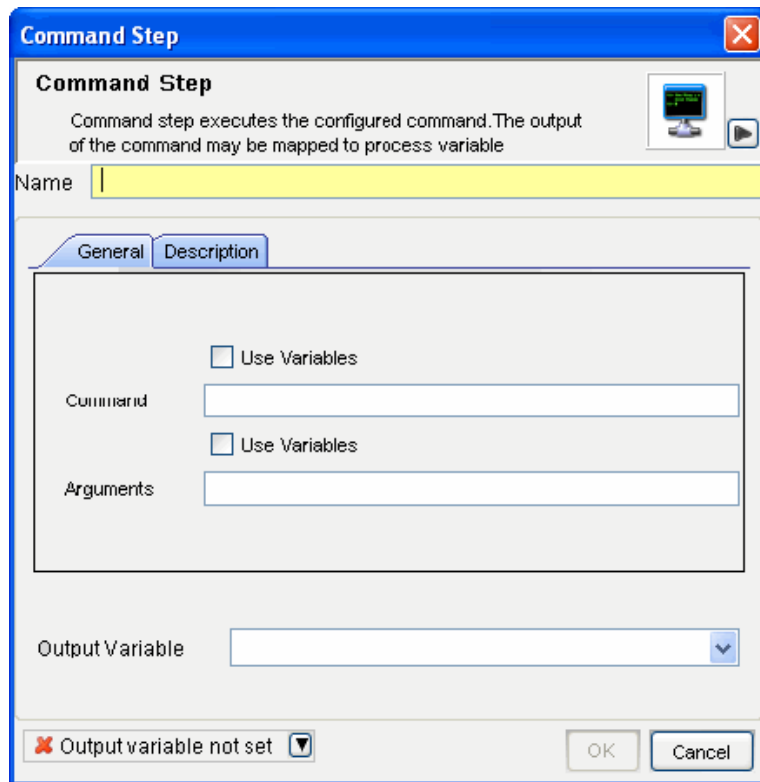 Command Step
Command Step
Command step executes the configured command.The output
of the command may be mapped to process variable
Name
General Description
Use Variables
Command
Use Variables
Arguments
Output Variable
Output variable not set
OK Cancel